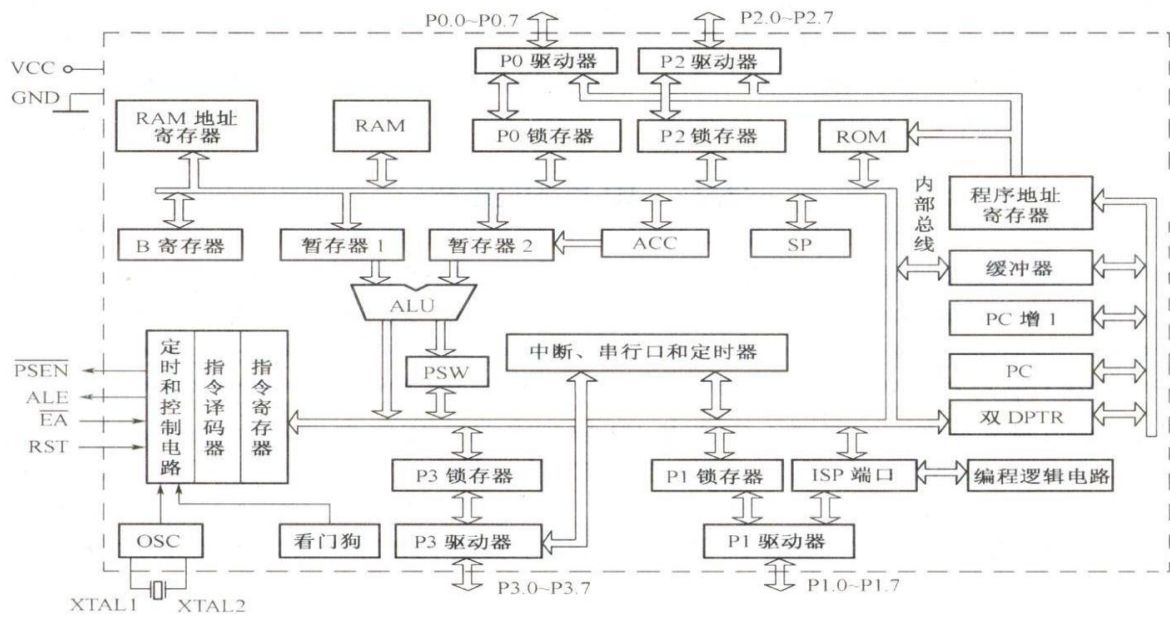 P0.0~P0.7
P2.0~P2.7
VCC
GND
P0 驱动器
P2 驱动器
RAM 地址
寄存器
RAM
P0 锁存器
P2 锁存器
ROM
内部总线
程序地址
寄存器
B 寄存器
暂存器 1
暂存器 2
ACC
SP
缓冲器
ALU
PC 增 1
中断、串行口和定时器
PSW
PC
双 DPTR
PSEN
ALE
EA
RST
定时和控制电路
指令译码器
指令寄存器
P3 锁存器
P1 锁存器
ISP 端口
编程逻辑电路
OSC
看门狗
P3 驱动器
P1 驱动器
P3.0~P3.7
P1.0~P1.7
XTAL1
XTAL2